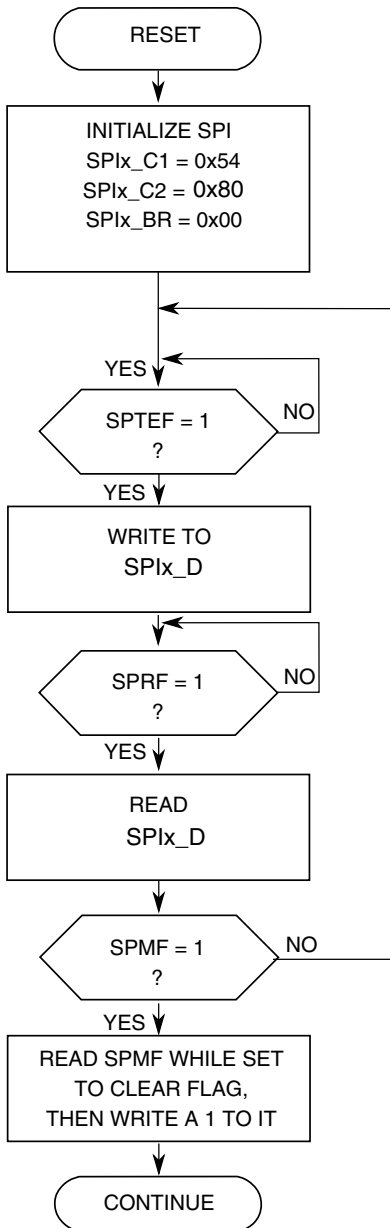 RESET
INITIALIZE SPI
SPIx_C1 = 0x54
SPIx_C2 = 0x80
SPIx_BR = 0x00
YES
SPTEF = 1
?
NO
YES
WRITE TO
SPIx_D
SPRF = 1
?
NO
YES
READ
SPIx_D
SPMF = 1
?
NO
YES
READ SPMF WHILE SET
TO CLEAR FLAG,
THEN WRITE A 1 TO IT
CONTINUE